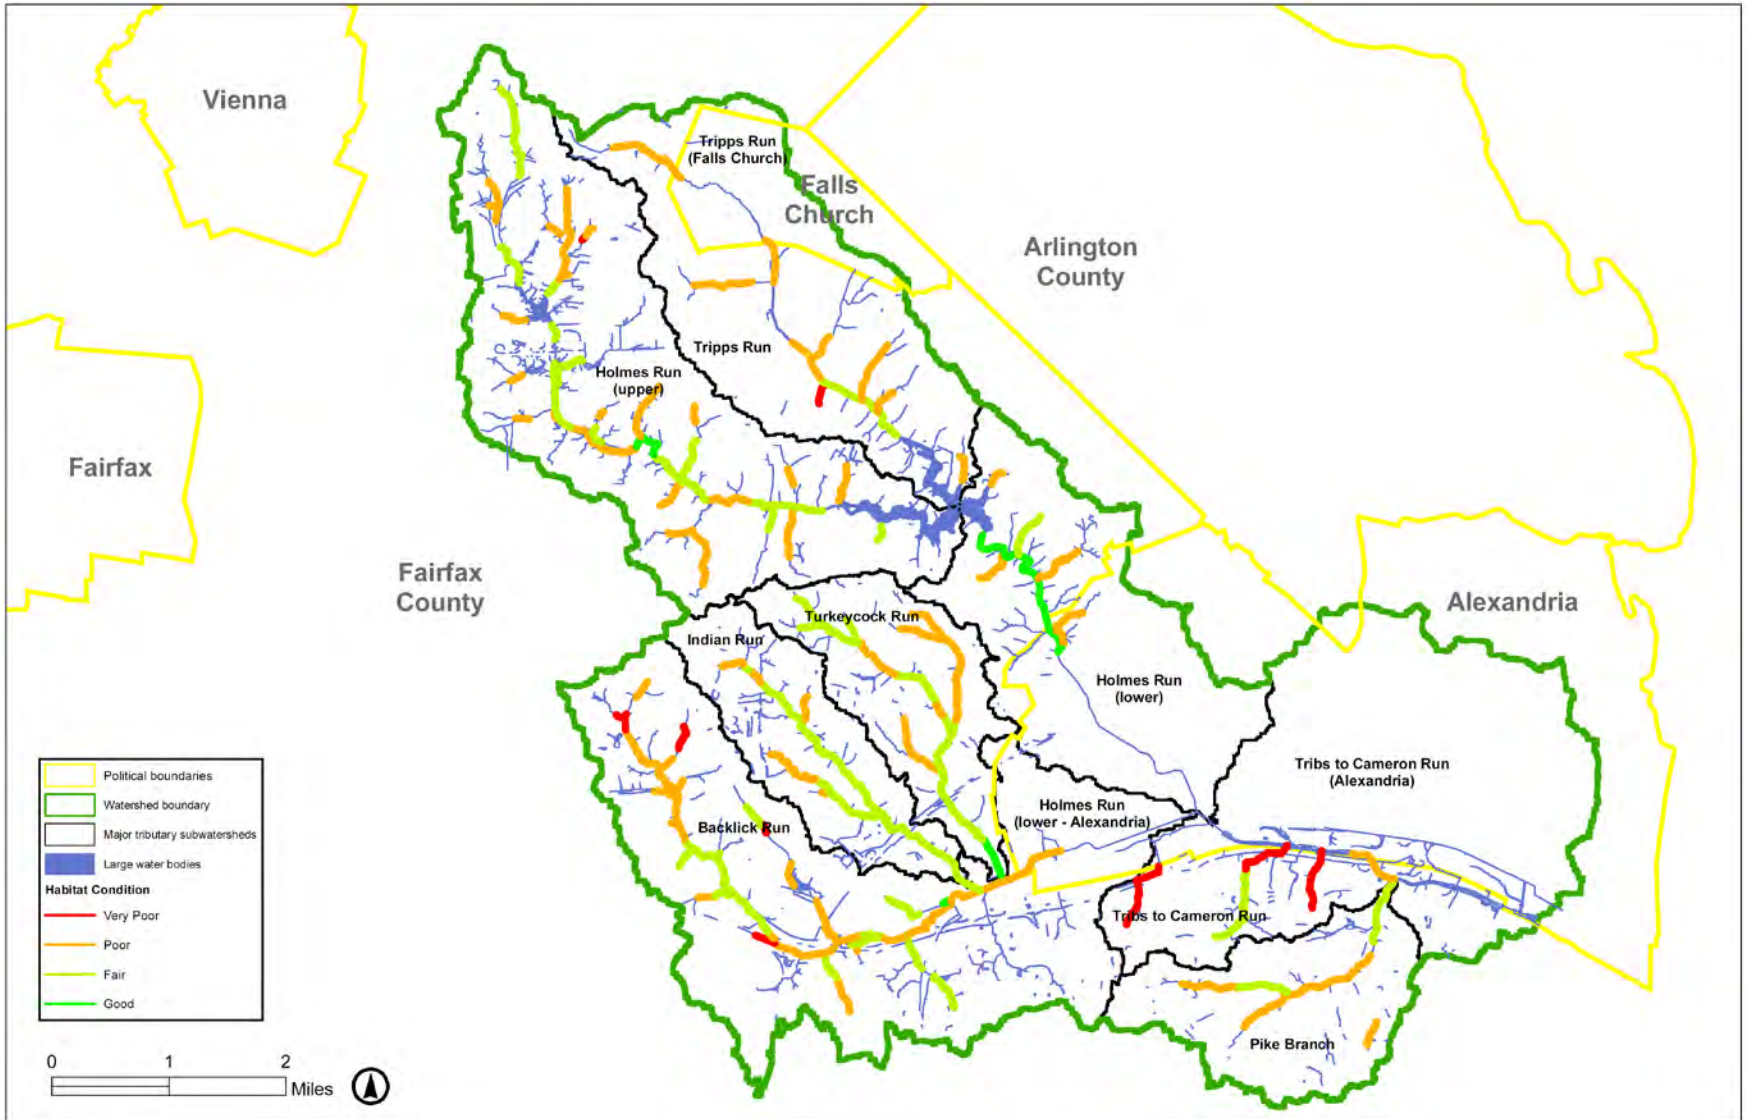 Vienna
Tripps Run
(Falls Church)
Falls
Church
Arlington
County
Tripps Run
Holmes Run
(upper)
Fairfax
Fairfax
County
Alexandria
Turkeycock Run
Indian Run
Holmes Run
(lower)
Tribs to Cameron Run
(Alexandria)
Holmes Run
(lower - Alexandria)
Backlick Run
Tribs to Cameron Run
Pike Branch
Political boundaries
Watershed boundary
Major tributary subwatersheds
Large water bodies
Habitat Condition
Very Poor
Poor
Fair
Good
0 1 2
Miles